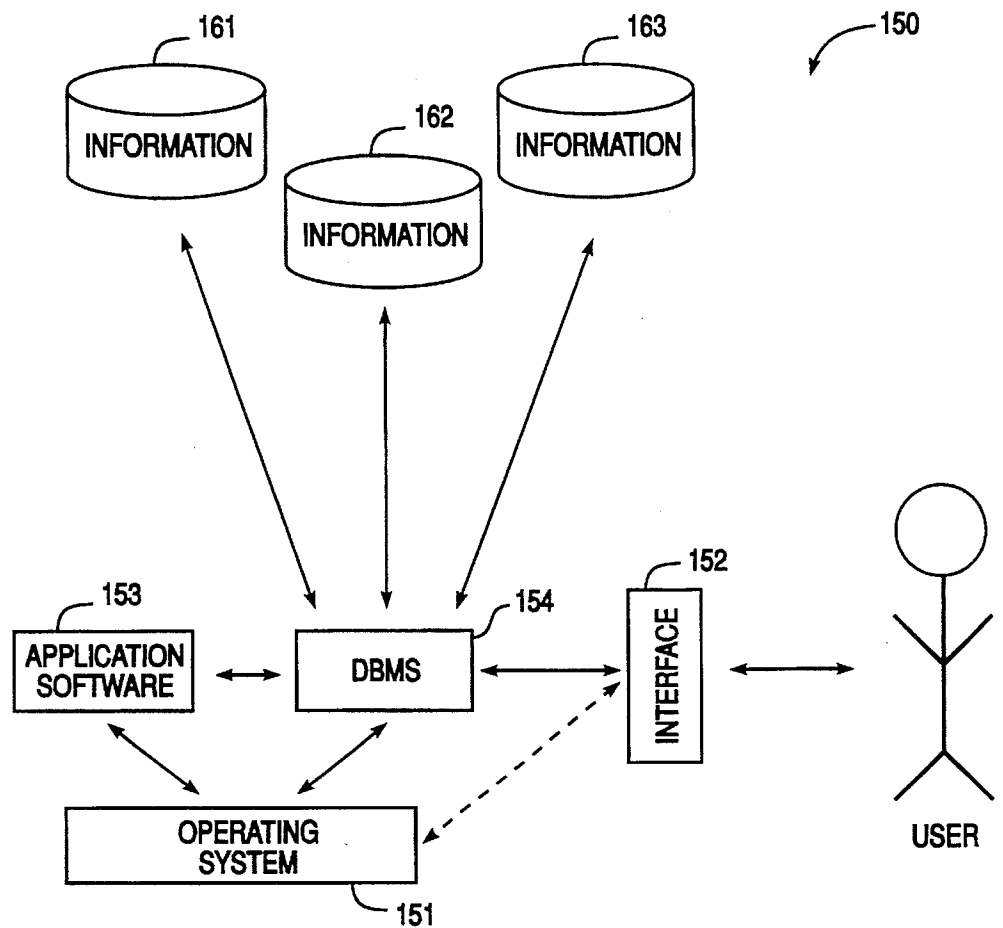 161
163
150
INFORMATION
162
INFORMATION
INFORMATION
153
154
152
APPLICATION
SOFTWARE
DBMS
INTERFACE
OPERATING
SYSTEM
USER
151